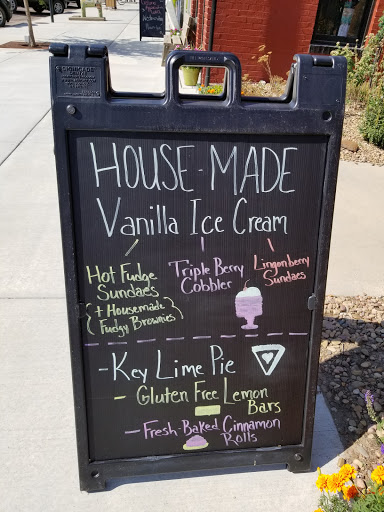 HOUSE-MADE
Vanilla Ice Cream
Hot Fudge
Sundaes
{+ Housemade
Fudgy Brownies}
Triple Berry
Cobbler
Lingonberry
Sundaes
-Key Lime Pie
- Gluten Free Lemon
Bars
-Fresh-Baked Cinnamon
Rolls